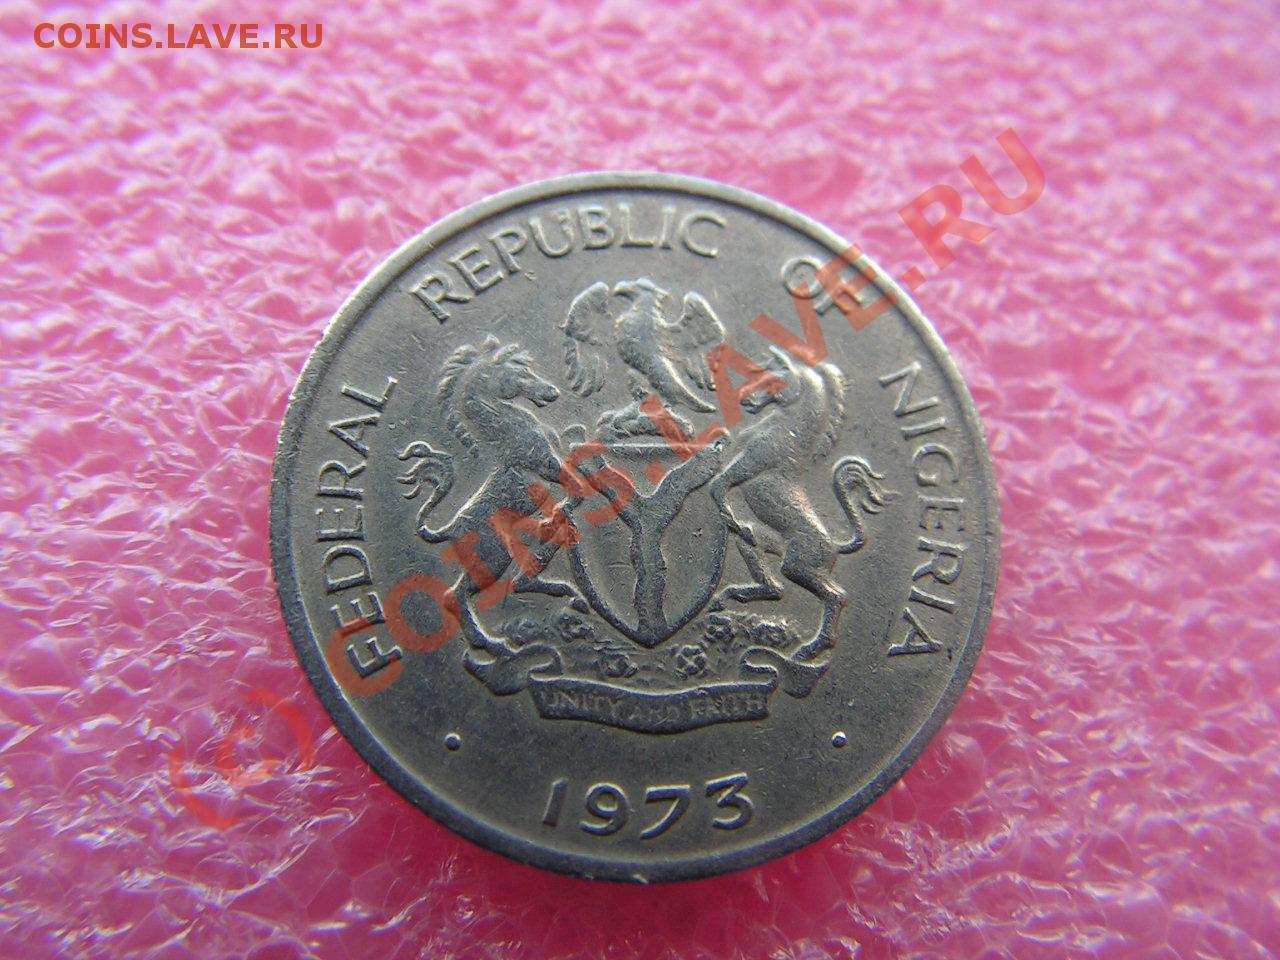 COINS.LAVE.RU
FEDERAL REPUBLIC OF NIGERIA
UNITY AND FAITH
• 1973 •
(c) COINS.LAVE.RU